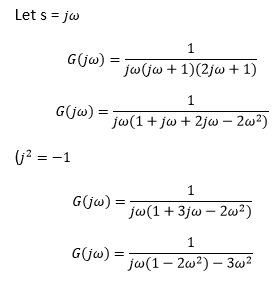 Let s = jω
G(jω) = 1 / jω(jω + 1)(2jω + 1)
G(jω) = 1 / jω(1 + jω + 2jω − 2ω²)
(j² = −1
G(jω) = 1 / jω(1 + 3jω − 2ω²)
G(jω) = 1 / jω(1 − 2ω²) − 3ω²